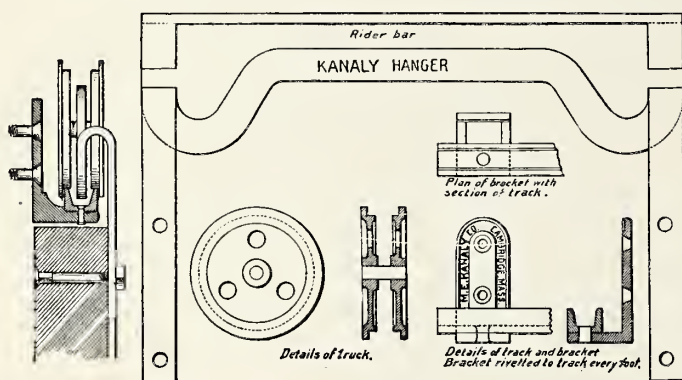 Rider bar
KANALY HANGER
Plan of bracket with
section of track.
M.E. KANALY CO.
CAMBRIDGE MASS
Details of truck.
Details of track and bracket
Bracket rivetted to track every foot.